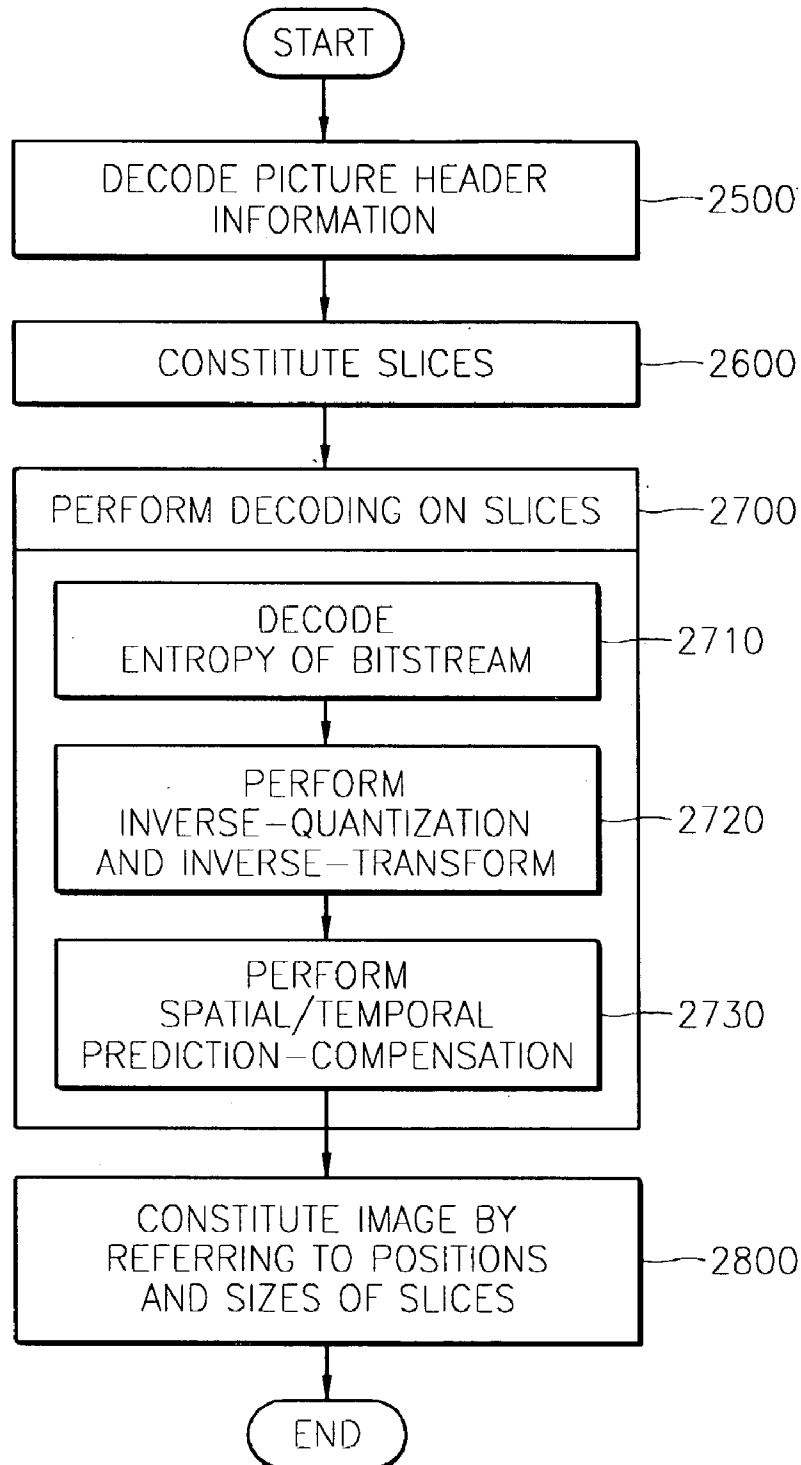 START
DECODE PICTURE HEADER
INFORMATION
2500
CONSTITUTE SLICES
2600
PERFORM DECODING ON SLICES
2700
DECODE
ENTROPY OF BITSTREAM
2710
PERFORM
INVERSE-QUANTIZATION
AND INVERSE-TRANSFORM
2720
PERFORM
SPATIAL/TEMPORAL
PREDICTION-COMPENSATION
2730
CONSTITUTE IMAGE BY
REFERRING TO POSITIONS
AND SIZES OF SLICES
2800
END